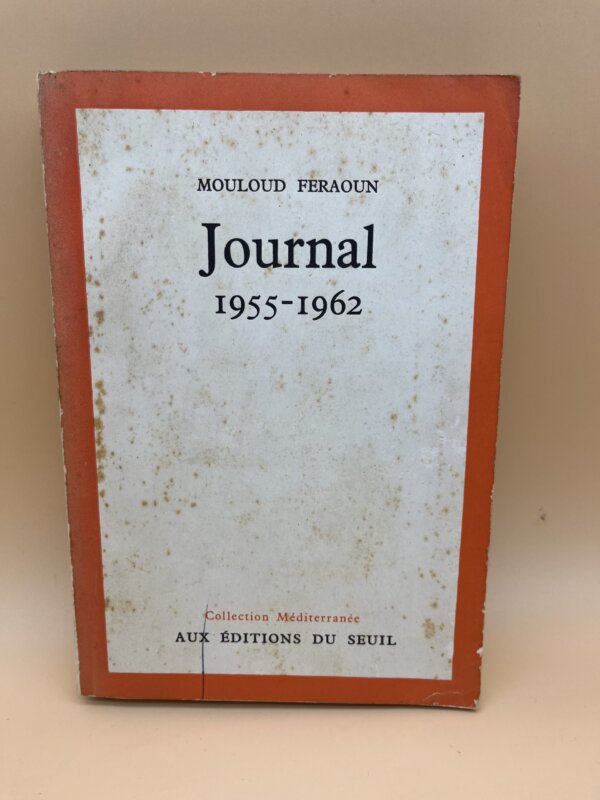 MOULOUD FERAOUN
Journal
1955-1962
Collection Méditerranée
AUX ÉDITIONS DU SEUIL